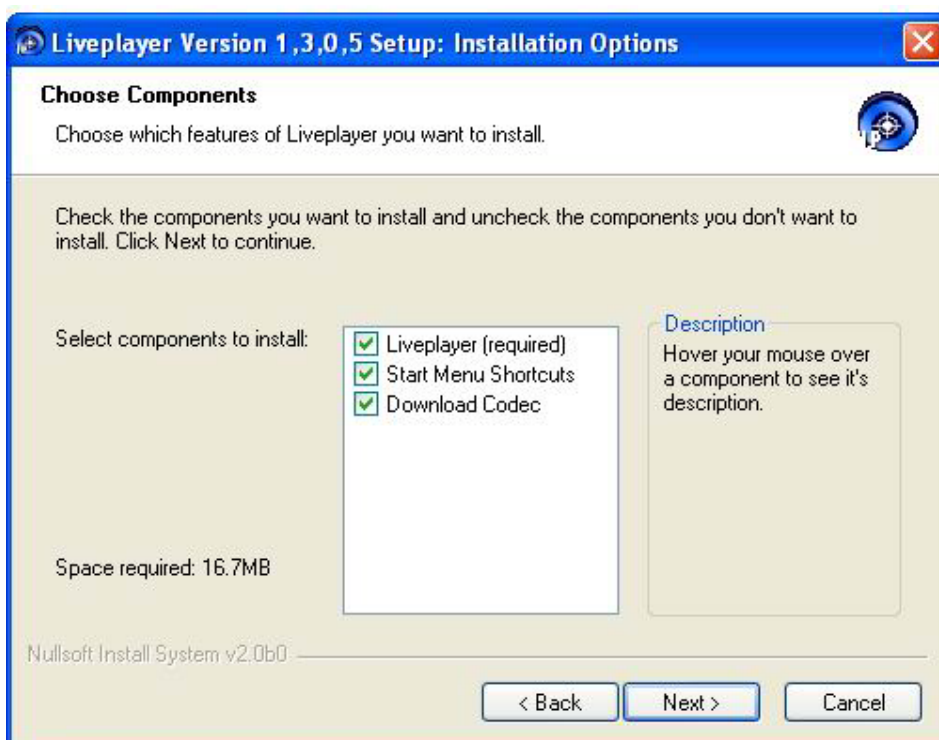 Liveplayer Version 1,3,0,5 Setup: Installation Options
Choose Components
Choose which features of Liveplayer you want to install.
Check the components you want to install and uncheck the components you don't want to
install. Click Next to continue.
Select components to install:
Liveplayer (required)
Start Menu Shortcuts
Download Codec
Description
Hover your mouse over
a component to see it's
description.
Space required: 16.7MB
Nullsoft Install System v2.0b0
< Back
Next >
Cancel